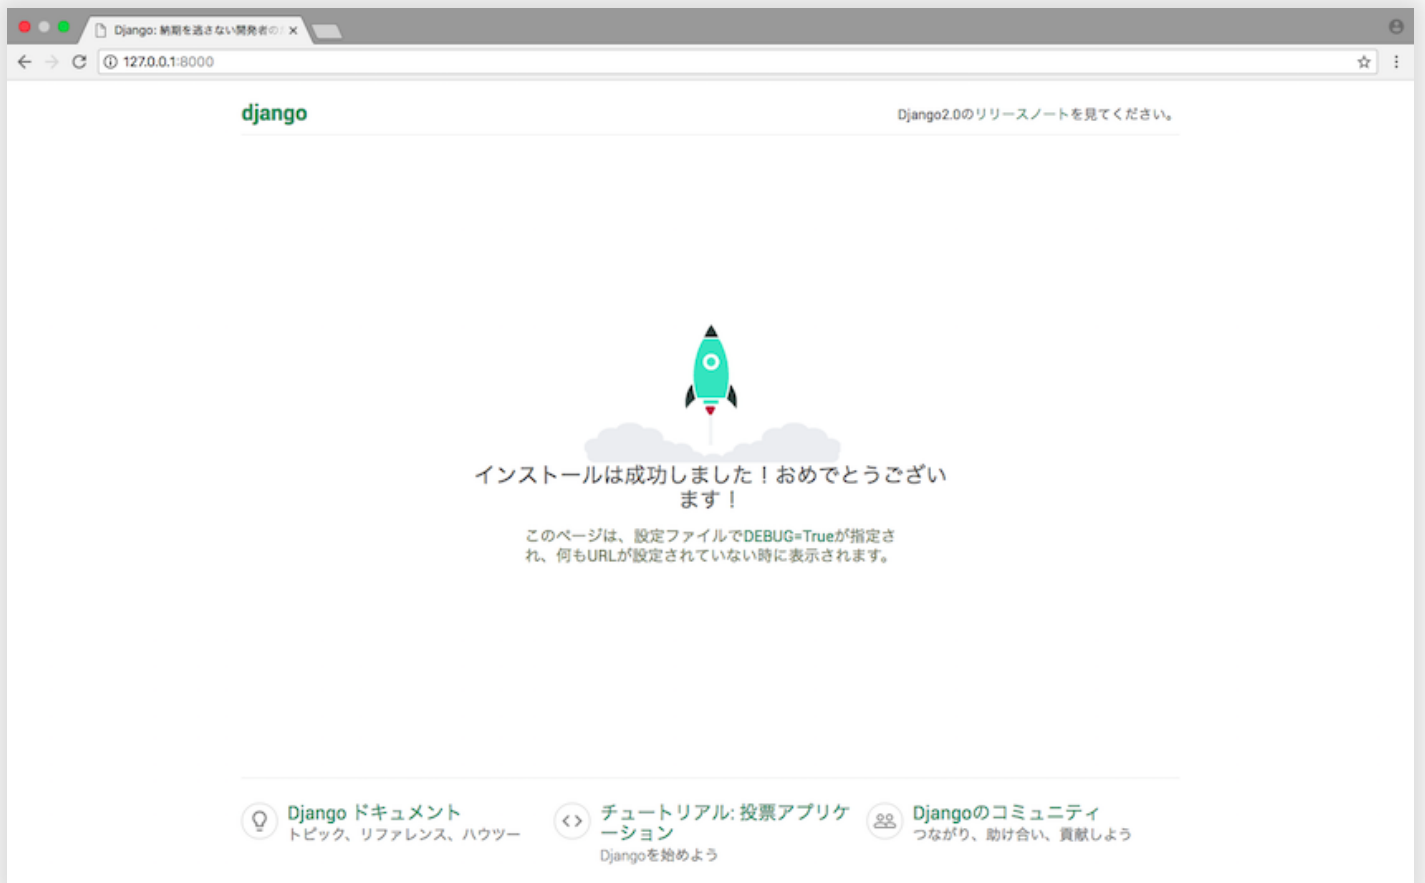 Django: 納期を逃さない開発者の
127.0.0.1:8000
django
Django2.0のリリースノートを見てください。
インストールは成功しました！おめでとうござい
ます！
このページは、設定ファイルでDEBUG=Trueが指定さ
れ、何もURLが設定されていない時に表示されます。
Django ドキュメント
トピック、リファレンス、ハウツー
チュートリアル: 投票アプリケ
ーション
Djangoを始めよう
Djangoのコミュニティ
つながり、助け合い、貢献しよう